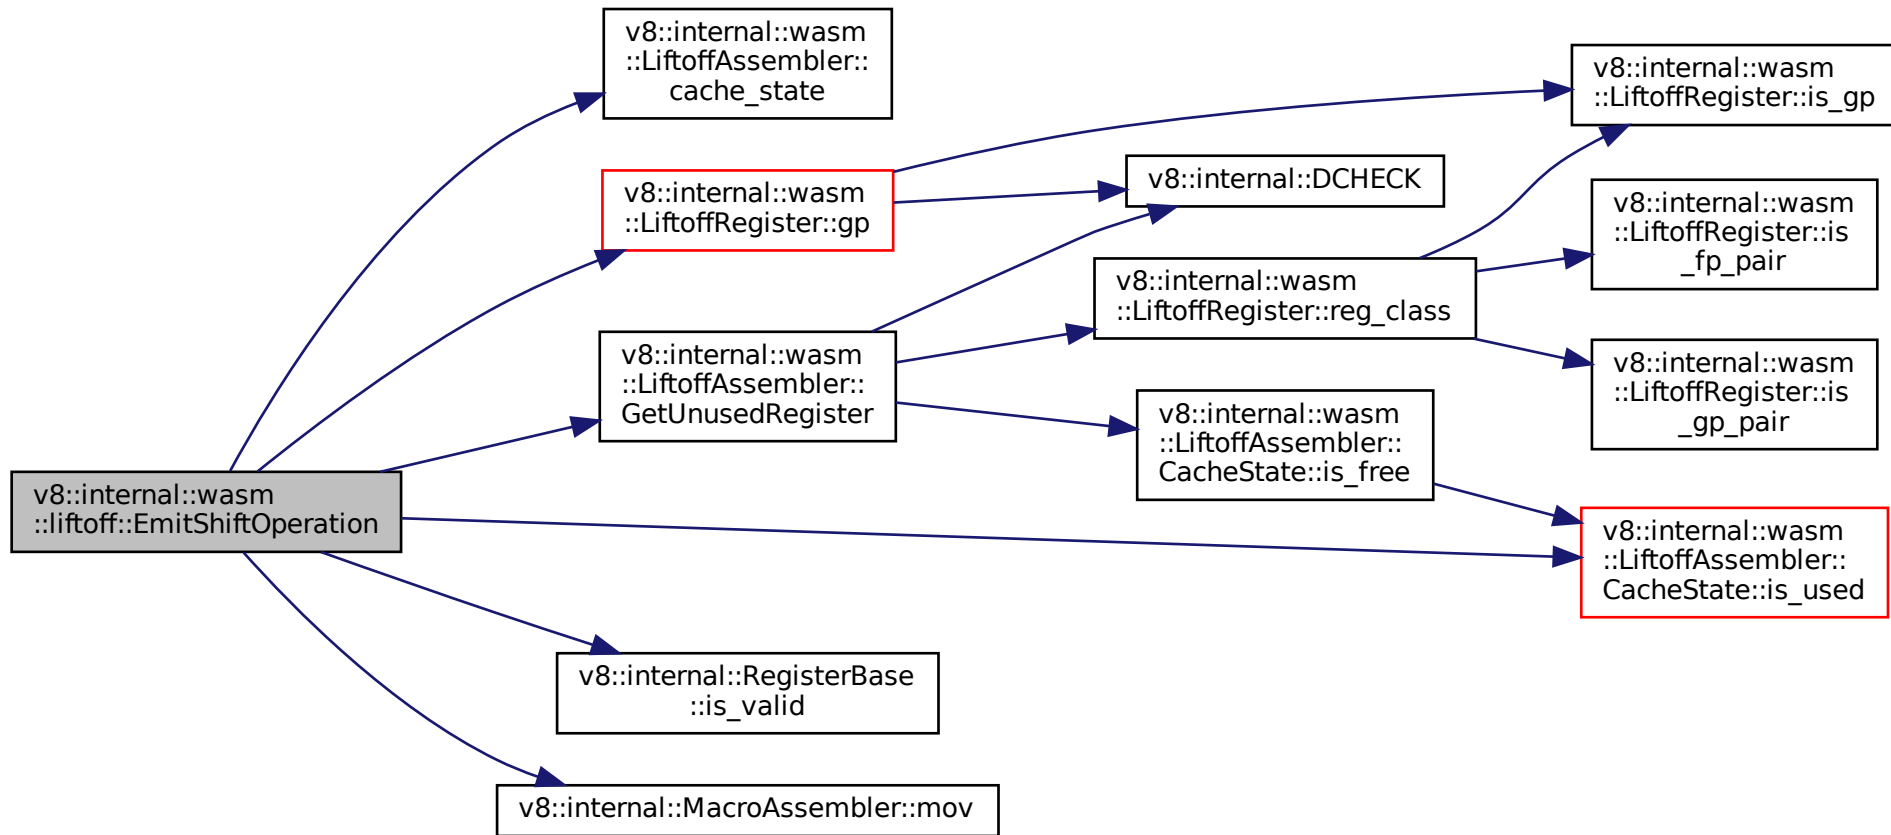 v8::internal::wasm
::LiftoffAssembler::
cache_state
v8::internal::wasm
::LiftoffRegister::is_gp
v8::internal::DCHECK
v8::internal::wasm
::LiftoffRegister::gp
v8::internal::wasm
::LiftoffRegister::is
_fp_pair
v8::internal::wasm
::LiftoffRegister::reg_class
v8::internal::wasm
::LiftoffAssembler::
GetUnusedRegister
v8::internal::wasm
::LiftoffRegister::is
_gp_pair
v8::internal::wasm
::LiftoffAssembler::
CacheState::is_free
v8::internal::wasm
::liftoff::EmitShiftOperation
v8::internal::wasm
::LiftoffAssembler::
CacheState::is_used
v8::internal::RegisterBase
::is_valid
v8::internal::MacroAssembler::mov